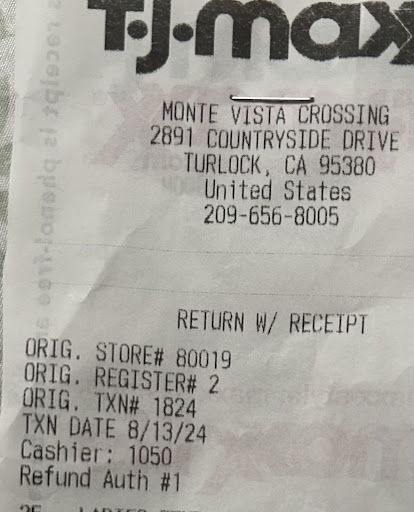 T·J·maxx
MONTE VISTA CROSSING
2891 COUNTRYSIDE DRIVE
TURLOCK, CA 95380
United States
209-656-8005
RETURN W/ RECEIPT
ORIG. STORE# 80019
ORIG. REGISTER# 2
ORIG. TXN# 1824
TXN DATE 8/13/24
Cashier: 1050
Refund Auth #1